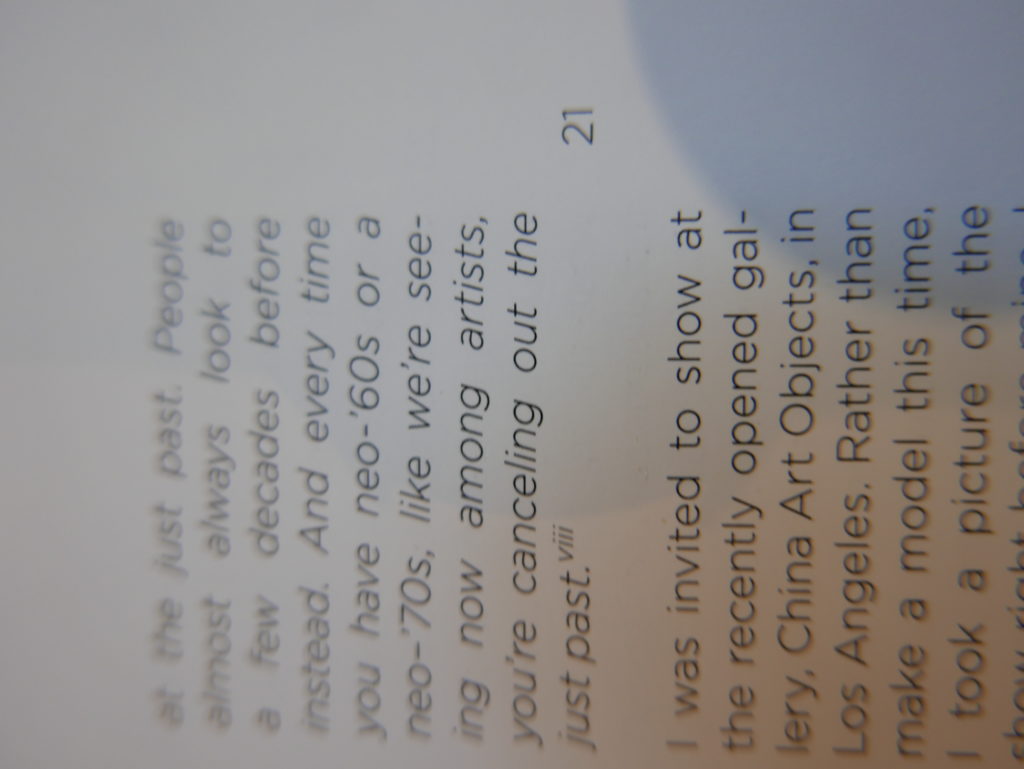 at the just past. People
almost always look to
a few decades before
instead. And every time
you have neo-'60s or a
neo-'70s, like we're see-
ing now among artists,
you're canceling out the
just past.viii
21
I was invited to show at
the recently opened gal-
lery, China Art Objects, in
Los Angeles. Rather than
make a model this time,
I took a picture of the
show right before